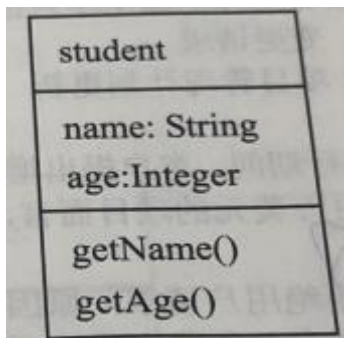 student
name: String
age:Integer
getName()
getAge()